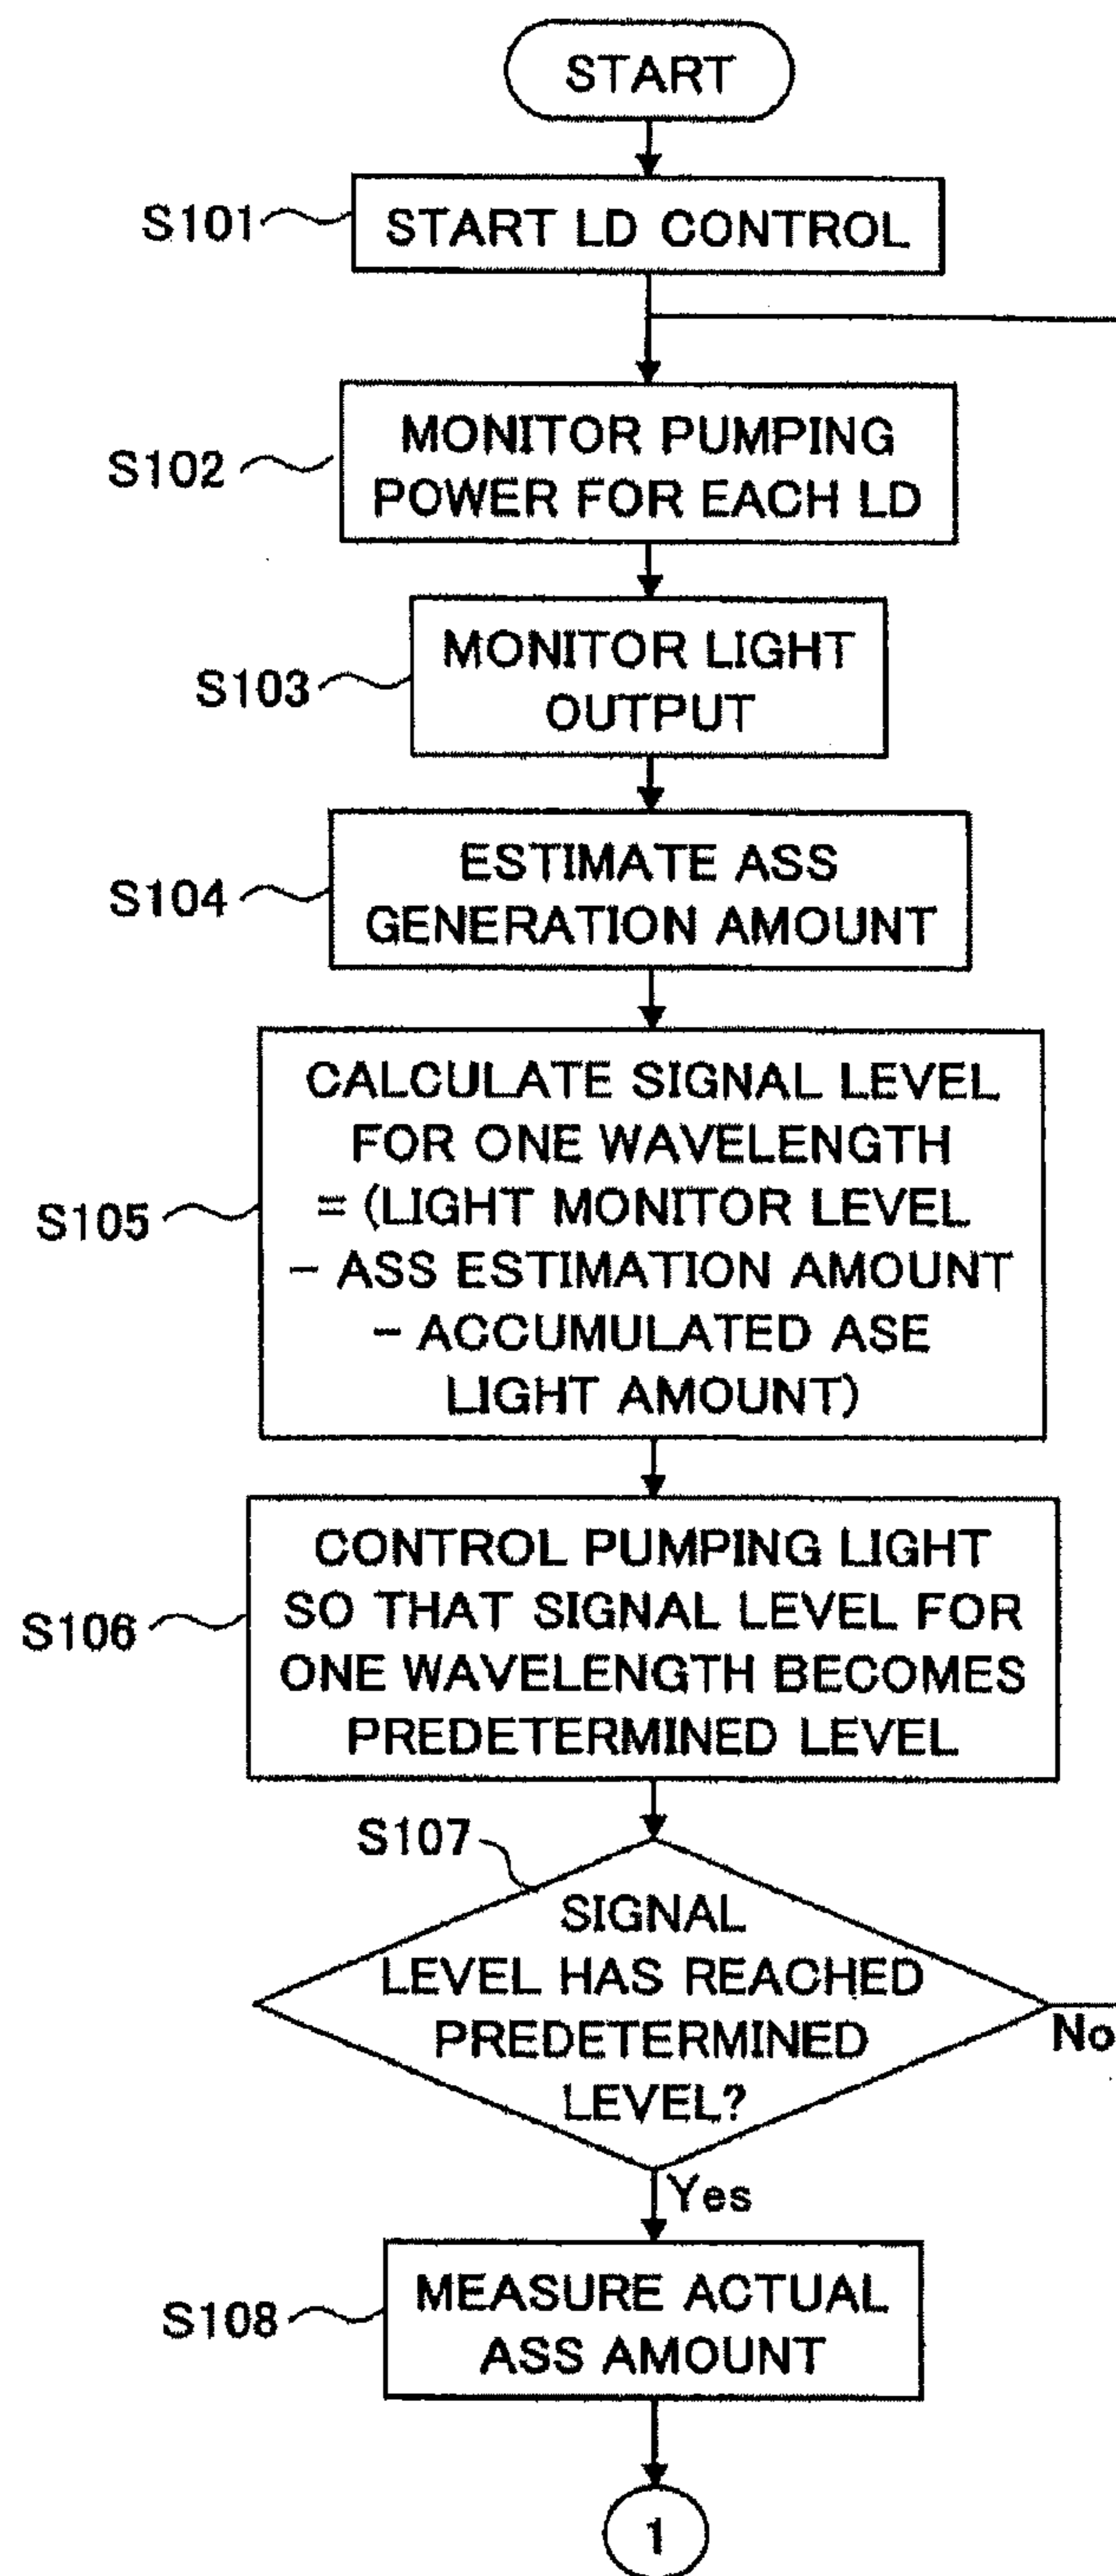 START
S101
START LD CONTROL
S102
MONITOR PUMPING
POWER FOR EACH LD
S103
MONITOR LIGHT
OUTPUT
S104
ESTIMATE ASS
GENERATION AMOUNT
S105
CALCULATE SIGNAL LEVEL
FOR ONE WAVELENGTH
= (LIGHT MONITOR LEVEL
- ASS ESTIMATION AMOUNT
- ACCUMULATED ASE
LIGHT AMOUNT)
S106
CONTROL PUMPING LIGHT
SO THAT SIGNAL LEVEL FOR
ONE WAVELENGTH BECOMES
PREDETERMINED LEVEL
S107
SIGNAL
LEVEL HAS REACHED
PREDETERMINED
LEVEL?
No
Yes
S108
MEASURE ACTUAL
ASS AMOUNT
1